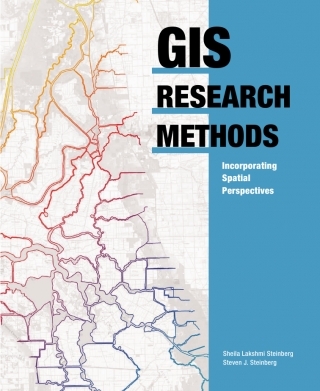 GIS
RESEARCH
METHODS
Incorporating
Spatial
Perspectives
Sheila Lakshmi Steinberg
Steven J. Steinberg